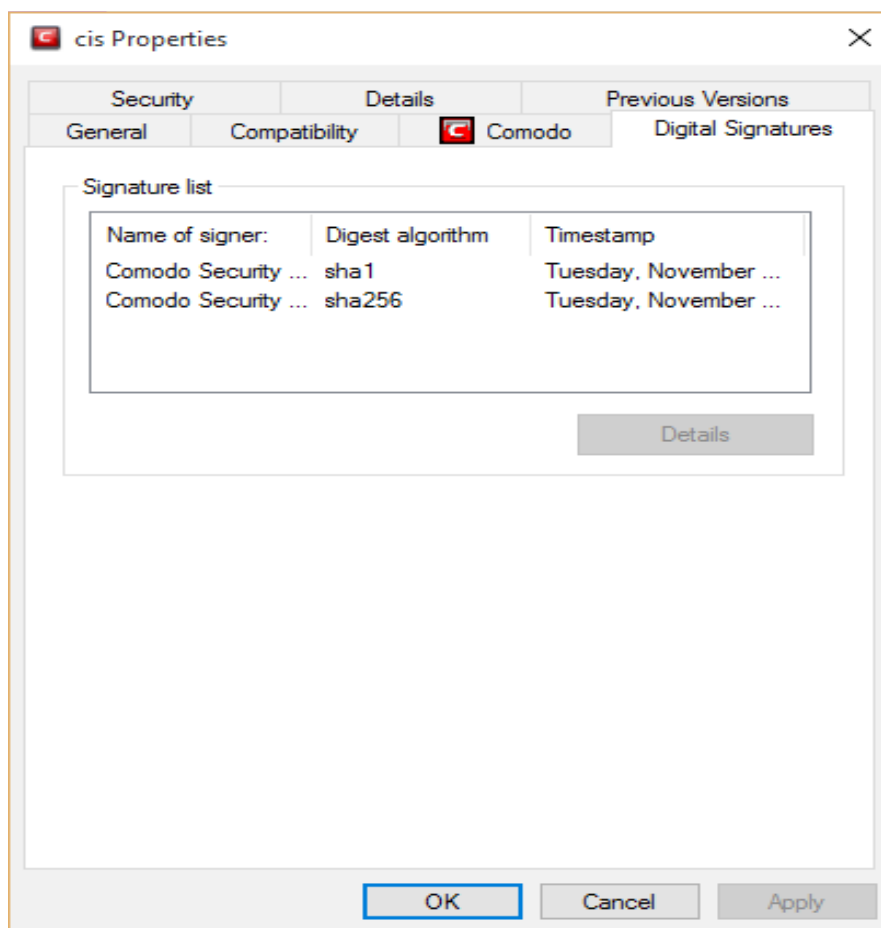 cis Properties
Security Details Previous Versions
General Compatibility Comodo Digital Signatures
Signature list
Name of signer: Digest algorithm Timestamp
Comodo Security ... sha1 Tuesday, November ...
Comodo Security ... sha256 Tuesday, November ...
Details
OK Cancel Apply